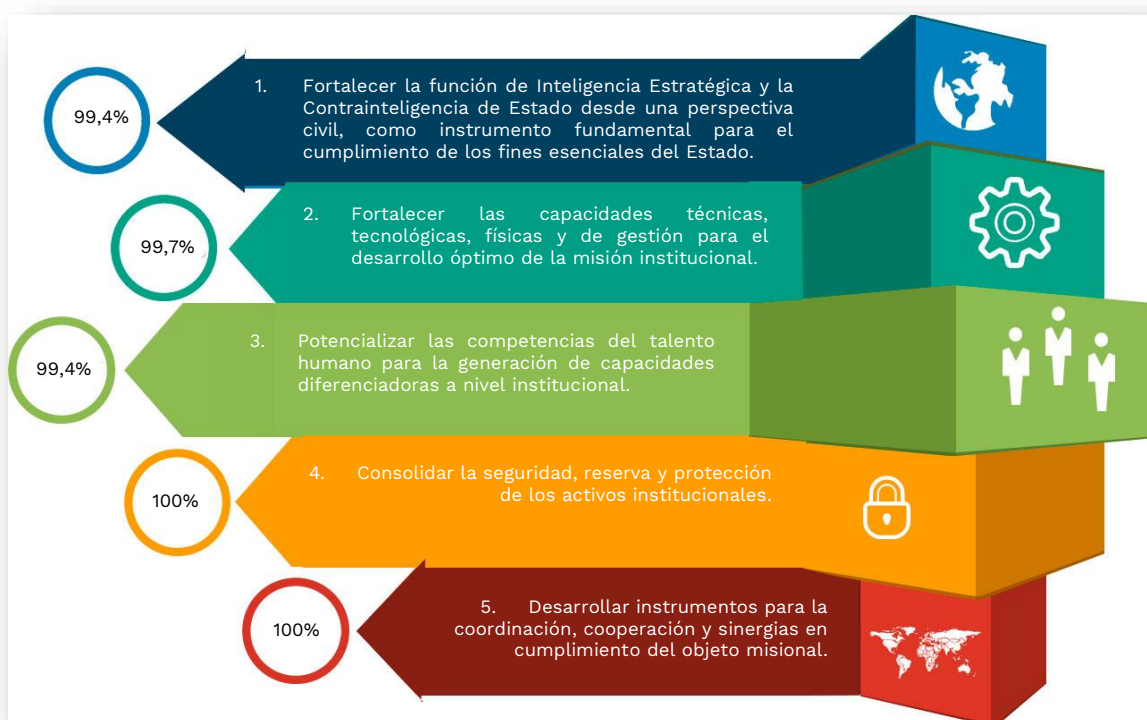 99,4%
1. Fortalecer la función de Inteligencia Estratégica y la
Contrainteligencia de Estado desde una perspectiva
civil, como instrumento fundamental para el
cumplimiento de los fines esenciales del Estado.
99,7%
2. Fortalecer las capacidades técnicas,
tecnológicas, físicas y de gestión para el
desarrollo óptimo de la misión institucional.
99,4%
3. Potencializar las competencias del talento
humano para la generación de capacidades
diferenciadoras a nivel institucional.
100%
4. Consolidar la seguridad, reserva y protección
de los activos institucionales.
100%
5. Desarrollar instrumentos para la
coordinación, cooperación y sinergias en
cumplimiento del objeto misional.